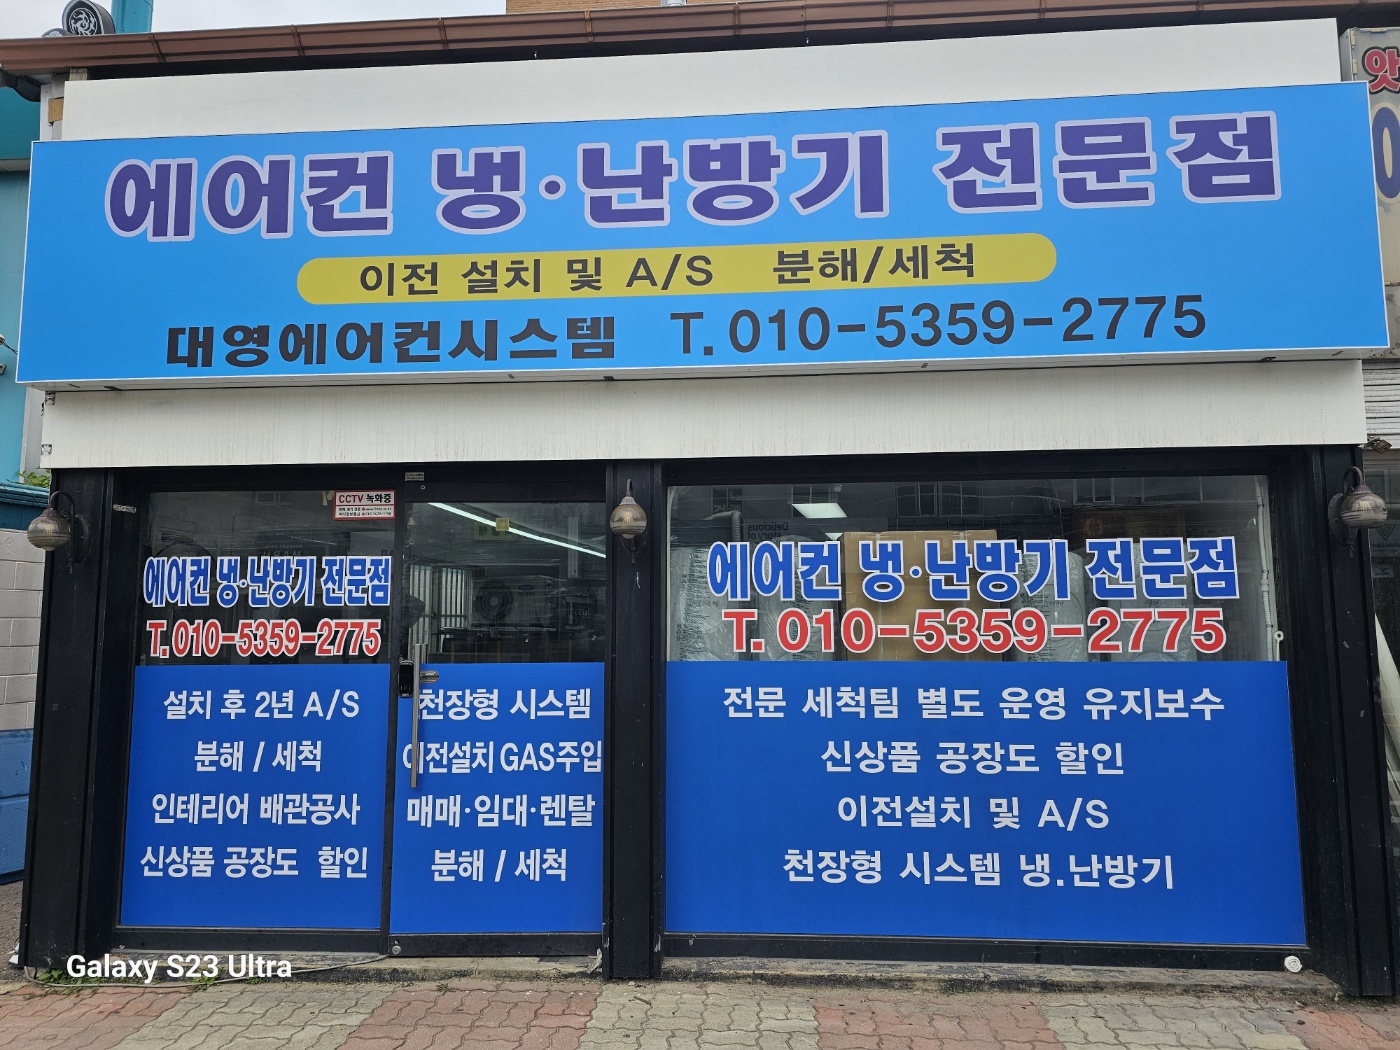 에어컨 냉·난방기 전문점
이전 설치 및 A/S 분해/세척
대영에어컨시스템 T.010-5359-2775
앗
CCTV 녹화중
에어컨 냉·난방기 전문점
T.010-5359-2775
설치 후 2년 A/S
분해 / 세척
인테리어 배관공사
신상품 공장도 할인
천장형 시스템
이전설치 GAS주입
매매·임대·렌탈
분해 / 세척
에어컨 냉·난방기 전문점
T. 010-5359-2775
전문 세척팀 별도 운영 유지보수
신상품 공장도 할인
이전설치 및 A/S
천장형 시스템 냉.난방기
Galaxy S23 Ultra